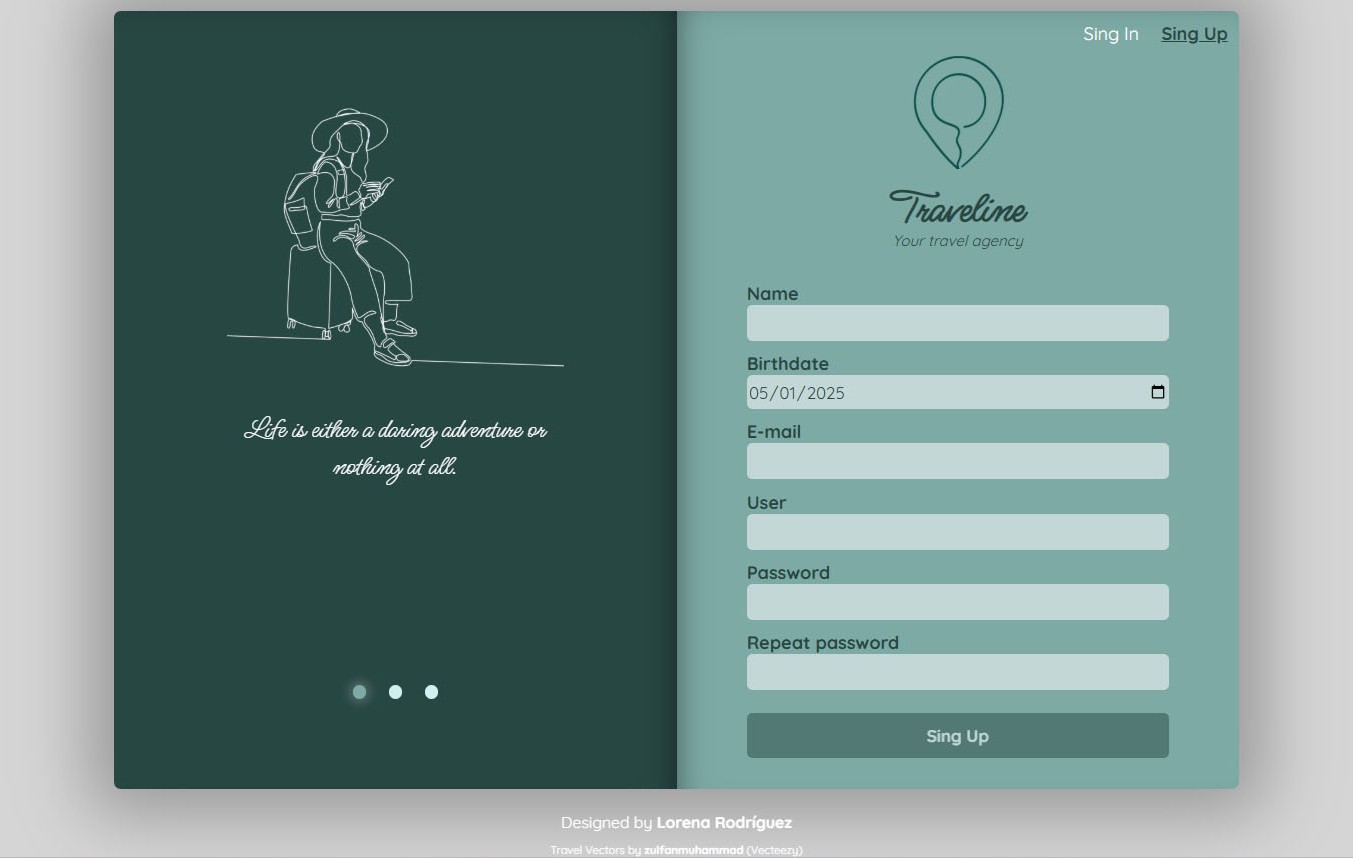 Sing In Sing Up
Traveline
Your travel agency
Life is either a daring adventure or
nothing at all.
Name
Birthdate
05/01/2025
E-mail
User
Password
Repeat password
Sing Up
Designed by Lorena Rodríguez
Travel Vectors by zulfanmuhammad (Vecteezy)